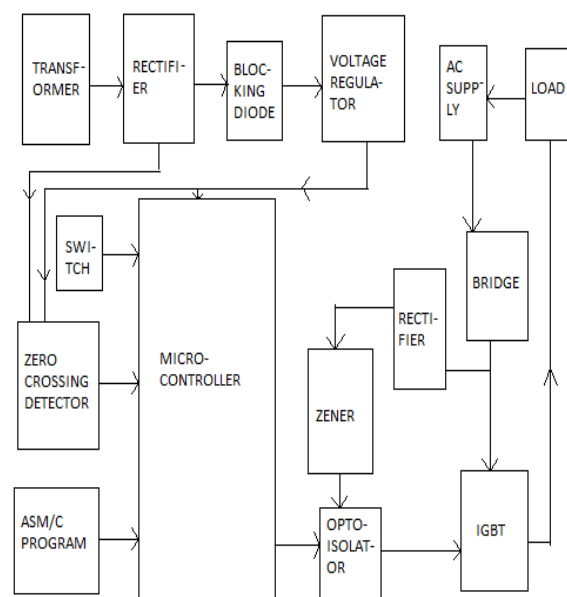 TRANSF-
ORMER
RECTIFI
ER
BLOC-
KING
DIODE
VOLTAGE
REGULA-
TOR
AC
SUPP-
LY
LOAD
SWI-
TCH
BRIDGE
RECTI-
FIER
ZERO
CROSSING
DETECTOR
MICRO-
CONTROLLER
ZENER
ASM/C
PROGRAM
OPTO-
ISOLAT-
OR
IGBT